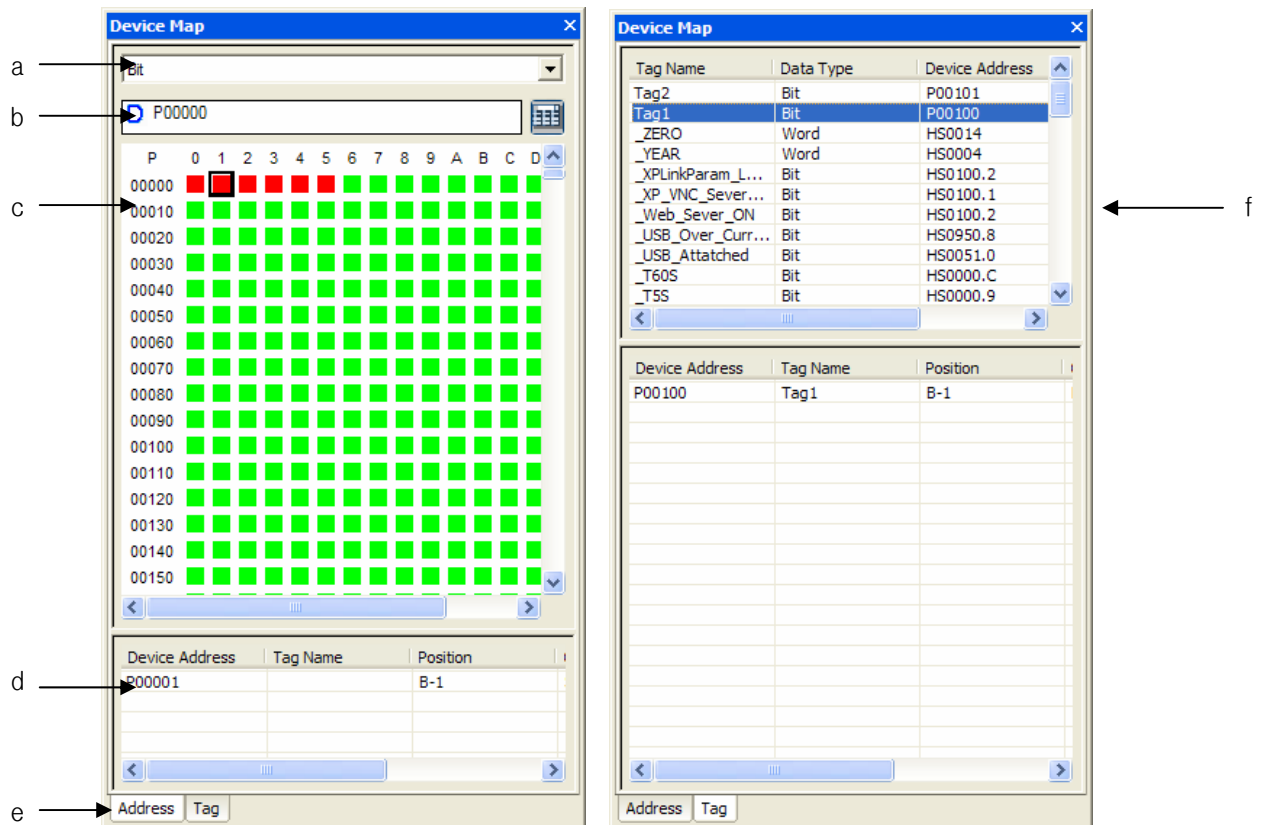 Device Map
a
Bit
b
P00000
P 0 1 2 3 4 5 6 7 8 9 A B C D
00000
c
00010
00020
00030
00040
00050
00060
00070
00080
00090
00100
00110
00120
00130
00140
00150
Device Address Tag Name Position
d
P00001 B-1
e
Address Tag
Device Map
Tag Name Data Type Device Address
Tag2 Bit P00101
Tag1 Bit P00100
_ZERO Word HS0014
_YEAR Word HS0004
_XPLinkParam_L... Bit HS0100.2
_XP_VNC_Sever... Bit HS0100.1
_Web_Sever_ON Bit HS0100.2
_USB_Over_Curr... Bit HS0950.8
_USB_Attatched Bit HS0051.0
_T60S Bit HS0000.C
_T5S Bit HS0000.9
f
Device Address Tag Name Position
P00100 Tag1 B-1
Address Tag